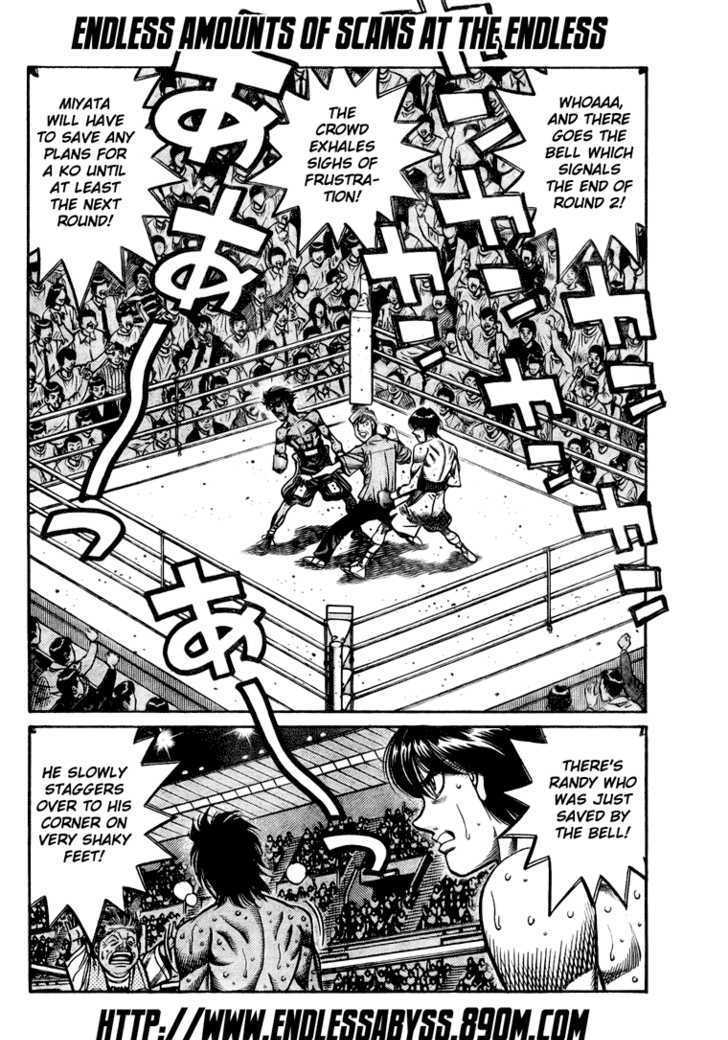 ENDLESS AMOUNTS OF SCANS AT THE ENDLESS
WHOAAA,
AND THERE
GOES THE
BELL WHICH
SIGNALS
THE END OF
ROUND 2!
THE
CROWD
EXHALES
SIGHS OF
FRUSTRA-
TION!
MIYATA
WILL HAVE
TO SAVE ANY
PLANS FOR
A KO UNTIL
AT LEAST
THE NEXT
ROUND!
ああ〜っ
あ〜っ
THERE'S
RANDY WHO
WAS JUST
SAVED BY
THE BELL!
HE SLOWLY
STAGGERS
OVER TO HIS
CORNER ON
VERY SHAKY
FEET!
HTTP://WWW.ENDLESSABYSS.890M.COM